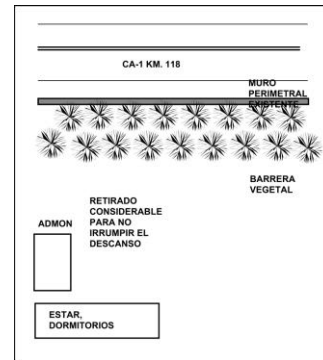 CA-1 KM. 118
MURO
PERIMETRAL
EXISTENTE
BARRERA
VEGETAL
RETIRADO
CONSIDERABLE
PARA NO
IRRUMPIR EL
DESCANSO
ADMON
ESTAR,
DORMITORIOS